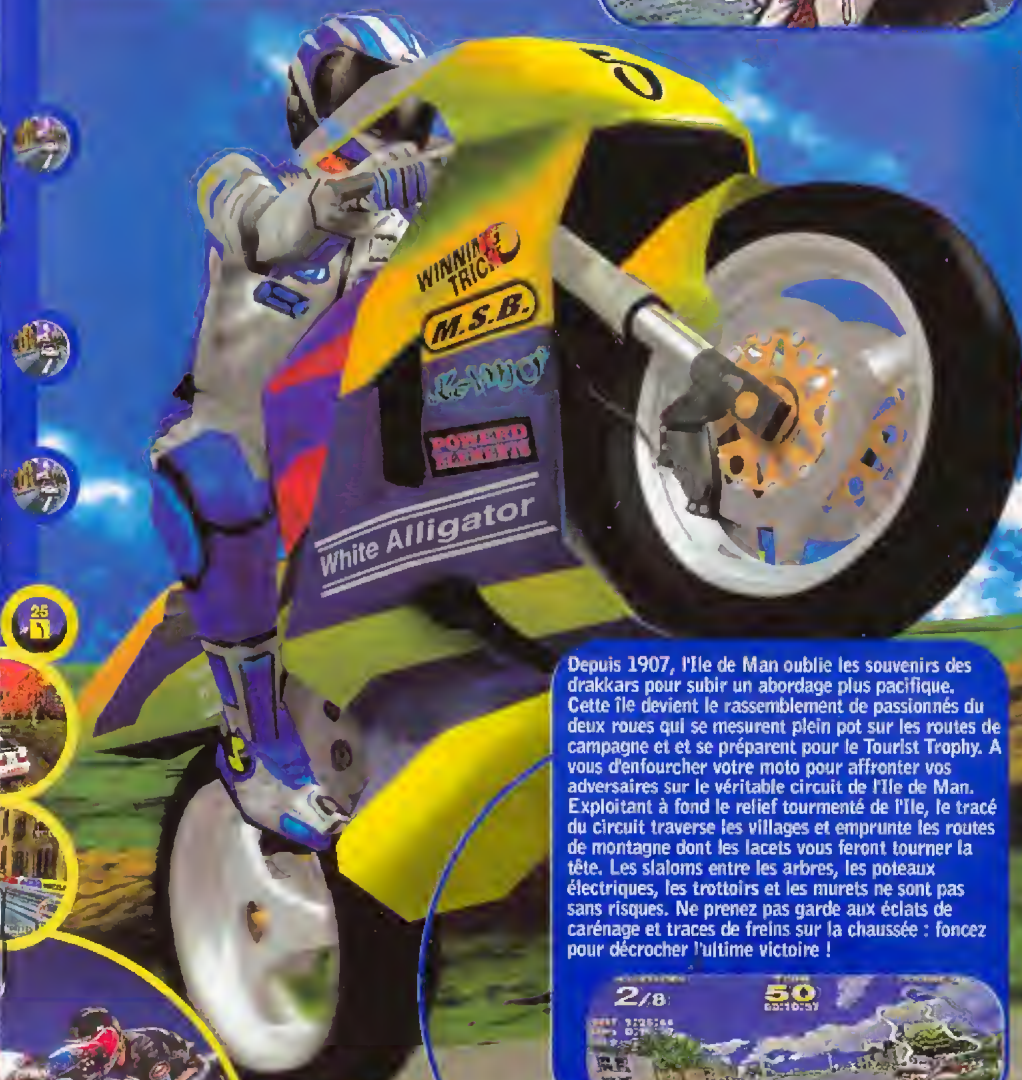 5
WINNING
TRICK
M.S.B.
POWERD
ELEMENTS
White Alligator
25
Depuis 1907, l'Ile de Man oublie les souvenirs des
drakkars pour subir un abordage plus pacifique.
Cette île devient le rassemblement de passionnés du
deux roues qui se mesurent plein pot sur les routes de
campagne et et se préparent pour le Tourist Trophy. A
vous d'enfourcher votre moto pour affronter vos
adversaires sur le véritable circuit de l'Ile de Man.
Exploitant à fond le relief tourmenté de l'Ile, le tracé
du circuit traverse les villages et emprunte les routes
de montagne dont les lacets vous feront tourner la
tête. Les slaloms entre les arbres, les poteaux
électriques, les trottoirs et les murets ne sont pas
sans risques. Ne prenez pas garde aux éclats de
carénage et traces de freins sur la chaussée : foncez
pour décrocher l'ultime victoire !
2/8
50